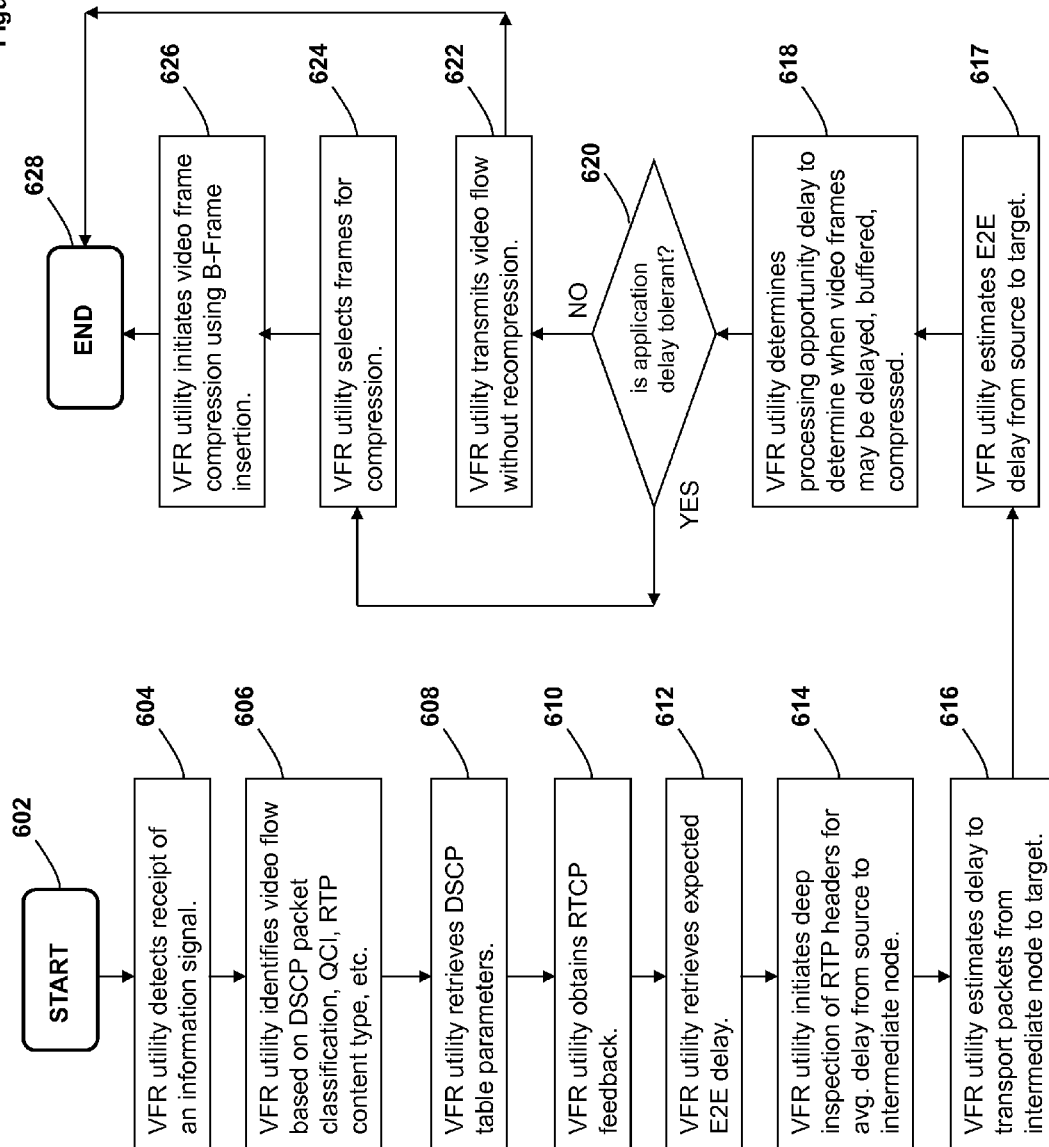 602
START
604
VFR utility detects receipt of
an information signal.
606
VFR utility identifies video flow
based on DSCP packet
classification, QCI, RTP
content type, etc.
608
VFR utility retrieves DSCP
table parameters.
610
VFR utility obtains RTCP
feedback.
612
VFR utility retrieves expected
E2E delay.
614
VFR utility initiates deep
inspection of RTP headers for
avg. delay from source to
intermediate node.
616
VFR utility estimates delay to
transport packets from
intermediate node to target.
617
VFR utility estimates E2E
delay from source to target.
618
VFR utility determines
processing opportunity delay to
determine when video frames
may be delayed, buffered,
compressed.
620
is application
delay tolerant?
YES
NO
622
VFR utility transmits video flow
without recompression.
624
VFR utility selects frames for
compression.
626
VFR utility initiates video frame
compression using B-Frame
insertion.
628
END